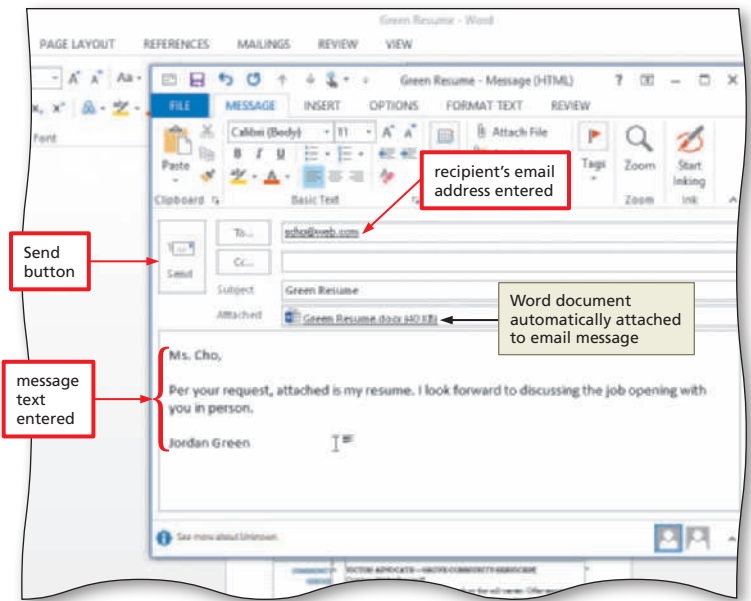 Green Resume - Word
PAGE LAYOUT REFERENCES MAILINGS REVIEW VIEW
Aa
Font
Green Resume - Message (HTML)
FILE MESSAGE INSERT OPTIONS FORMAT TEXT REVIEW
Calibri (Body) 11
Attach File
B I U
Paste
Tags
Zoom
Start
Inking
Clipboard
Basic Text
Zoom
Ink
recipient's email
address entered
Send
button
To...
scho@web.com
Cc...
Send
Subject
Green Resume
Attached
Green Resume.docx (40 KB)
Word document
automatically attached
to email message
message
text
entered
Ms. Cho,
Per your request, attached is my resume. I look forward to discussing the job opening with
you in person.
Jordan Green
See more about Unknown.